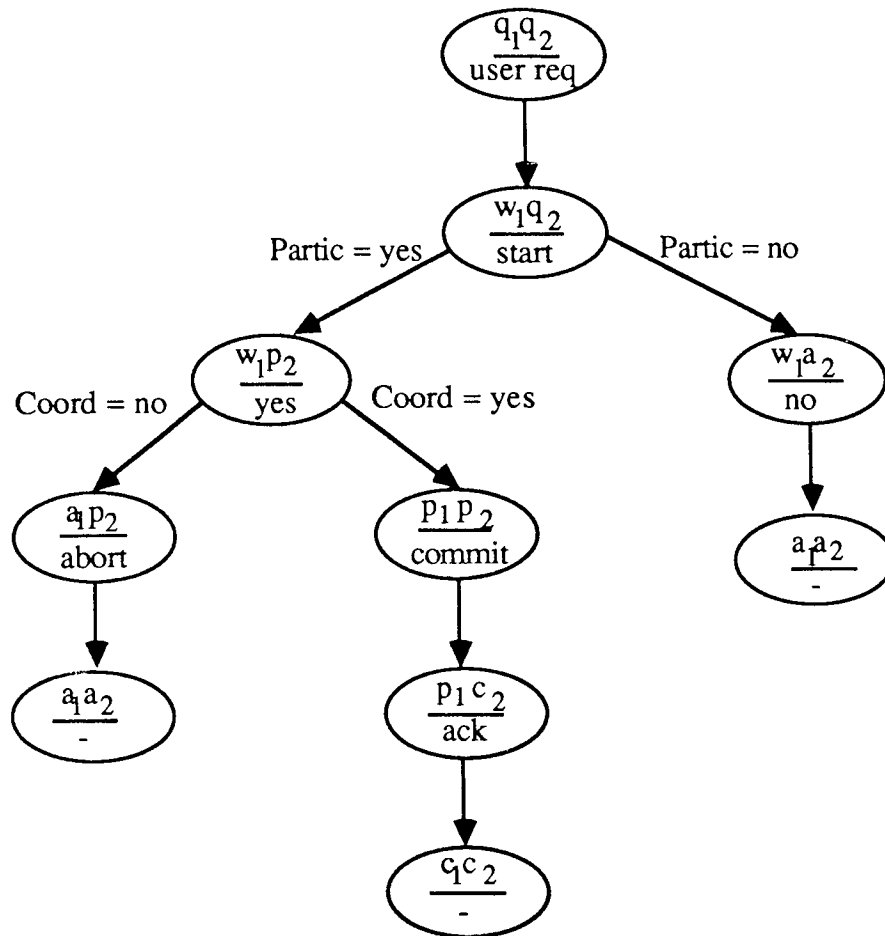 q₁q₂
user req
w₁q₂
start
Partic = yes
Partic = no
w₁p₂
yes
w₁a₂
no
Coord = no
Coord = yes
a₁p₂
abort
p₁p₂
commit
a₁a₂
-
a₁a₂
-
p₁c₂
ack
c₁c₂
-